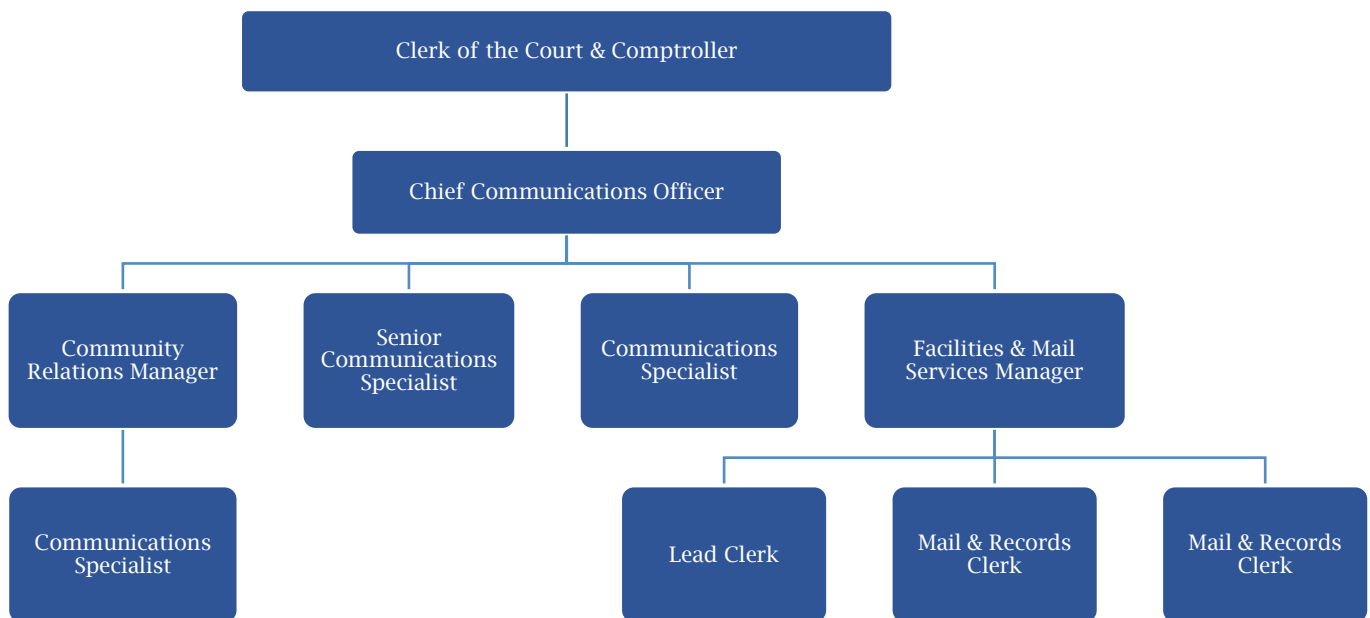 Clerk of the Court & Comptroller
Chief Communications Officer
Community
Relations Manager
Senior
Communications
Specialist
Communications
Specialist
Facilities & Mail
Services Manager
Communications
Specialist
Lead Clerk
Mail & Records
Clerk
Mail & Records
Clerk